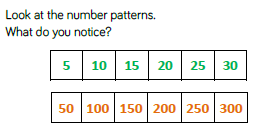 Look at the number patterns.
What do you notice?
5 10 15 20 25 30
50 100 150 200 250 300